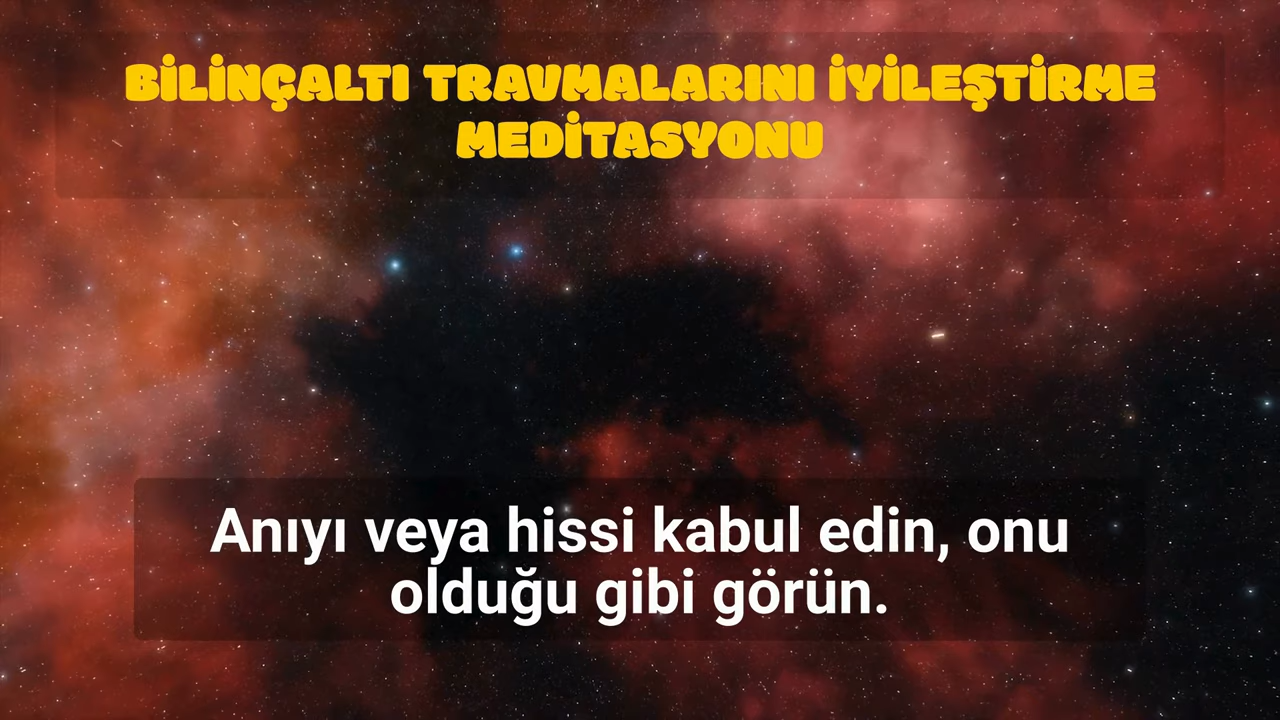 BİLİNÇALTI TRAVMALARINI İYİLEŞTİRME
MEDİTASYONU
Anıyı veya hissi kabul edin, onu
olduğu gibi görün.